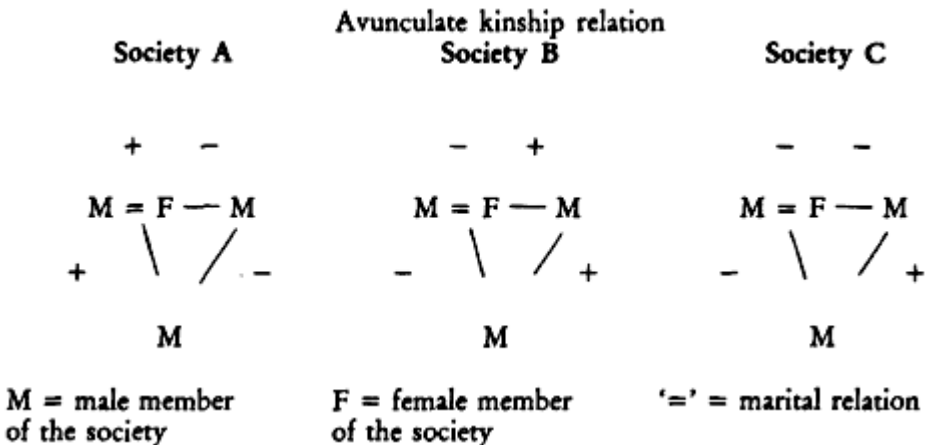 Avunculate kinship relation
Society A Society B Society C
+ − − + − −
M = F — M M = F — M M = F — M
+ − − + − +
M M M
M = male member F = female member '=' = marital relation
of the society of the society